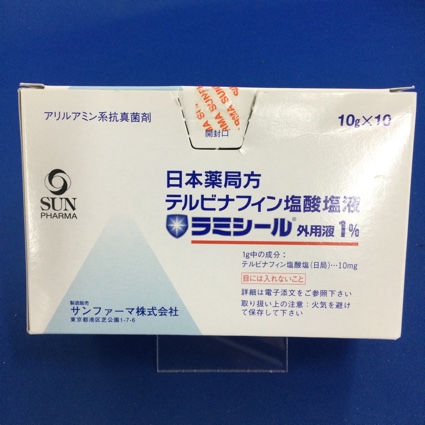 アリルアミン系抗真菌剤
開封口
10g×10
SUN
PHARMA
日本薬局方
テルビナフィン塩酸塩液
ラミシール® 外用液 1%
1g中の成分：
テルビナフィン塩酸塩（日局）…10mg
目には入れないこと
詳細は電子添文をご参照下さい
取り扱い上の注意：火気を避け
て保存して下さい
製造販売
サンファーマ株式会社
東京都港区芝公園1-7-6